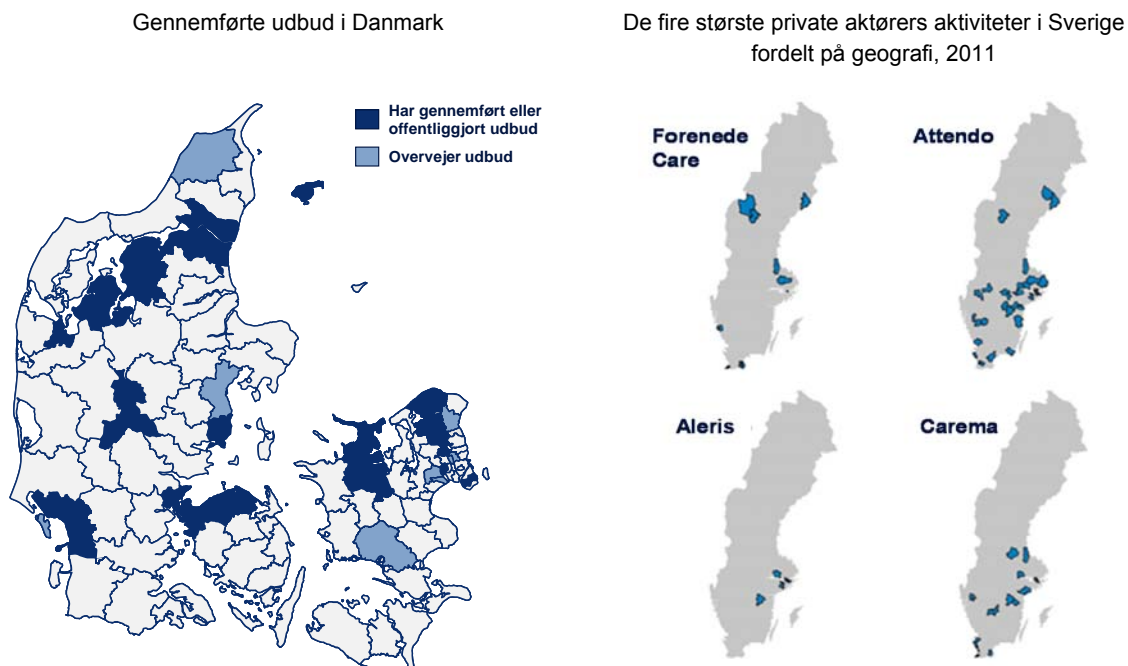 Gennemførte udbud i Danmark
Har gennemført eller
offentliggjort udbud
Overvejer udbud
De fire største private aktørers aktiviteter i Sverige
fordelt på geografi, 2011
Forenede
Care
Attendo
Aleris
Carema